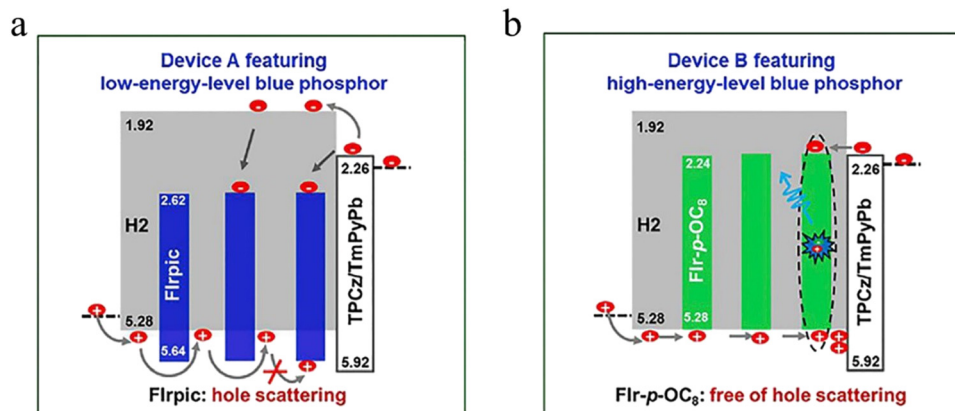 a
Device A featuring
low-energy-level blue phosphor
1.92
2.26
2.62
H2
FIrpic
TPCz/TmPyPb
5.28
5.64
5.92
FIrpic: hole scattering
b
Device B featuring
high-energy-level blue phosphor
1.92
2.24
2.26
H2
FIr-p-OC₈
TPCz/TmPyPb
5.28
5.28
5.92
FIr-p-OC₈: free of hole scattering